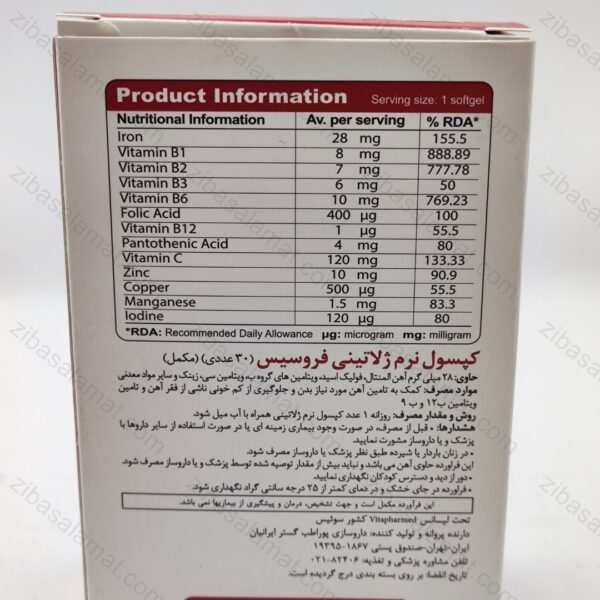 Product Information Serving size: 1 softgel
Nutritional Information Av. per serving % RDA*
Iron 28 mg 155.5
Vitamin B1 8 mg 888.89
Vitamin B2 7 mg 777.78
Vitamin B3 6 mg 50
Vitamin B6 10 mg 769.23
Folic Acid 400 µg 100
Vitamin B12 1 µg 55.5
Pantothenic Acid 4 mg 80
Vitamin C 120 mg 133.33
Zinc 10 mg 90.9
Copper 500 µg 55.5
Manganese 1.5 mg 83.3
Iodine 120 µg 80
*RDA: Recommended Daily Allowance µg: microgram mg: milligram
کپسول نرم ژلاتینی فروسیس (۳۰ عددی) (مکمل)
حاوی: ۲۸ میلی گرم آهن المنتال، فولیک اسید، ویتامین های گروه ب، ویتامین سی، زینک و سایر مواد معدنی
موارد مصرف: کمک به تامین آهن مورد نیاز بدن و جلوگیری از کم خونی ناشی از فقر آهن و تامین
ویتامین ب۱۲ و ب ۹
روش و مقدار مصرف: روزانه ۱ عدد کپسول نرم ژلاتینی همراه با آب میل شود.
هشدارها: • قبل از مصرف، در صورت وجود بیماری زمینه ای یا در صورت استفاده از سایر داروها با
پزشک و یا داروساز مشورت نمایید.
• در زنان باردار یا شیرده طبق نظر پزشک یا داروساز مصرف شود.
• این فرآورده حاوی آهن می باشد و نباید بیش از مقدار توصیه شده توسط پزشک و یا داروساز مصرف شود.
• دور از دید و دسترس کودکان نگهداری نمایید.
• فرآورده در جای خشک و در دمای کمتر از ۲۵ درجه سانتی گراد نگهداری شود.
این فرآورده مکمل است و جهت تشخیص، درمان و پیشگیری از بیماریها نمی باشد.
تحت لیسانس Vitapharmed کشور سوئیس
دارنده پروانه و تولید کننده: داروسازی پوراطب گستر ایرانیان
ایران-تهران-صندوق پستی ۱۸۶۷-۱۹۳۹۵
تلفن مشاوره پزشکی و تغذیه: ۸۲۴۰۶-۰۲۱
تاریخ انقضا: بر روی بسته بندی درج گردیده است.
zibasalamat.com